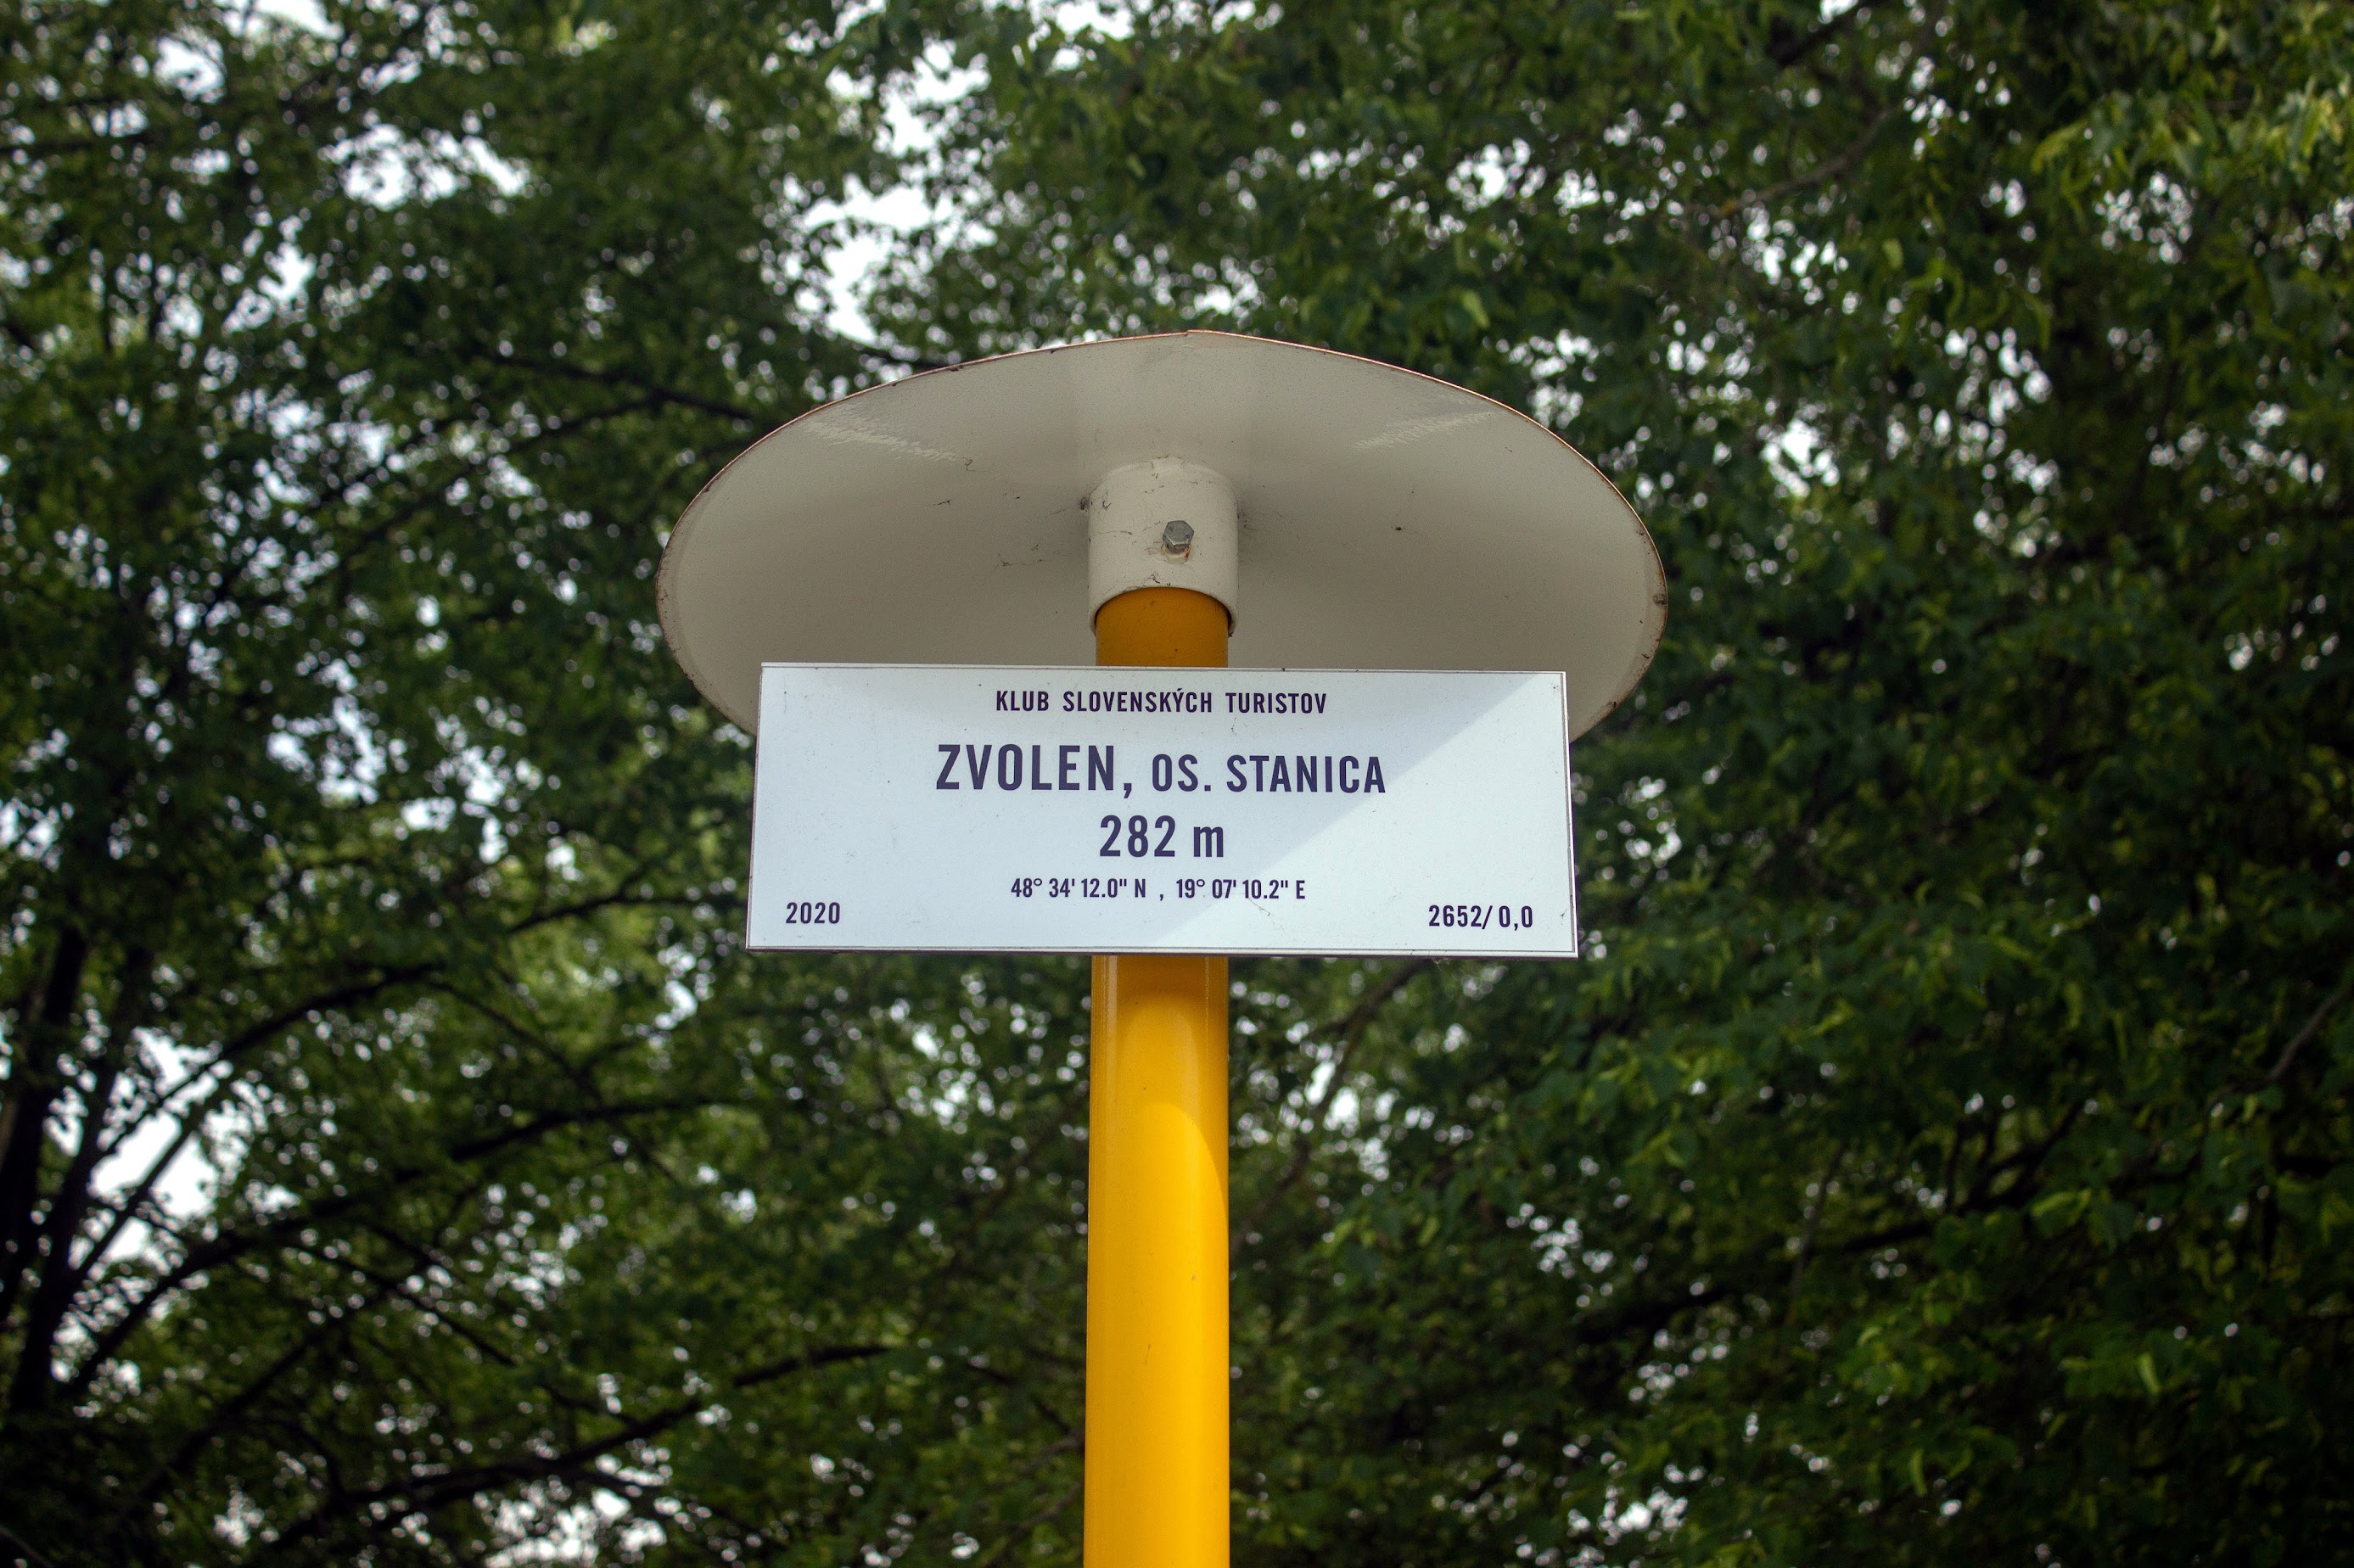 KLUB SLOVENSKÝCH TURISTOV
ZVOLEN, OS. STANICA
282 m
48° 34' 12.0" N , 19° 07' 10.2" E
2020
2652/ 0,0